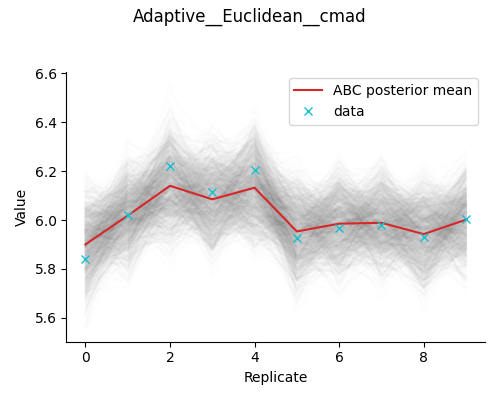 Adaptive__Euclidean__cmad
6.6
6.4
6.2
6.0
5.8
5.6
Value
ABC posterior mean
data
0 2 4 6 8
Replicate